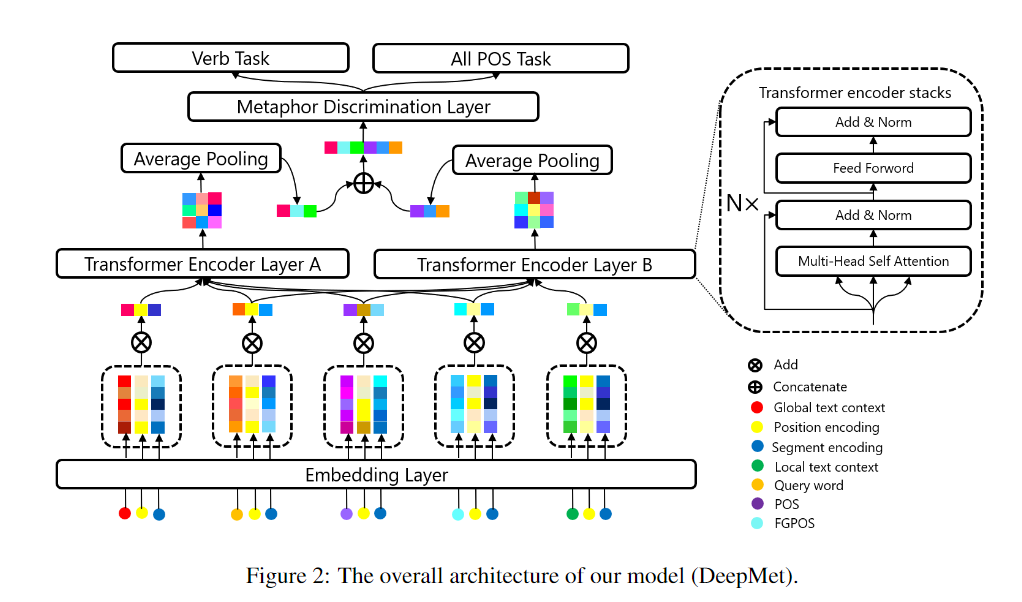 Verb Task
All POS Task
Metaphor Discrimination Layer
Average Pooling
Average Pooling
Transformer Encoder Layer A
Transformer Encoder Layer B
Embedding Layer
Transformer encoder stacks
Add & Norm
Feed Forword
N×
Add & Norm
Multi-Head Self Attention
Add
Concatenate
Global text context
Position encoding
Segment encoding
Local text context
Query word
POS
FGPOS
Figure 2: The overall architecture of our model (DeepMet).